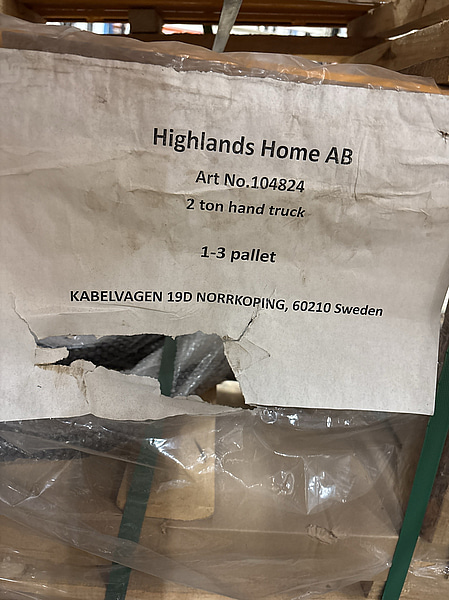 Highlands Home AB
Art No.104824
2 ton hand truck
1-3 pallet
KABELVAGEN 19D NORRKOPING, 60210 Sweden